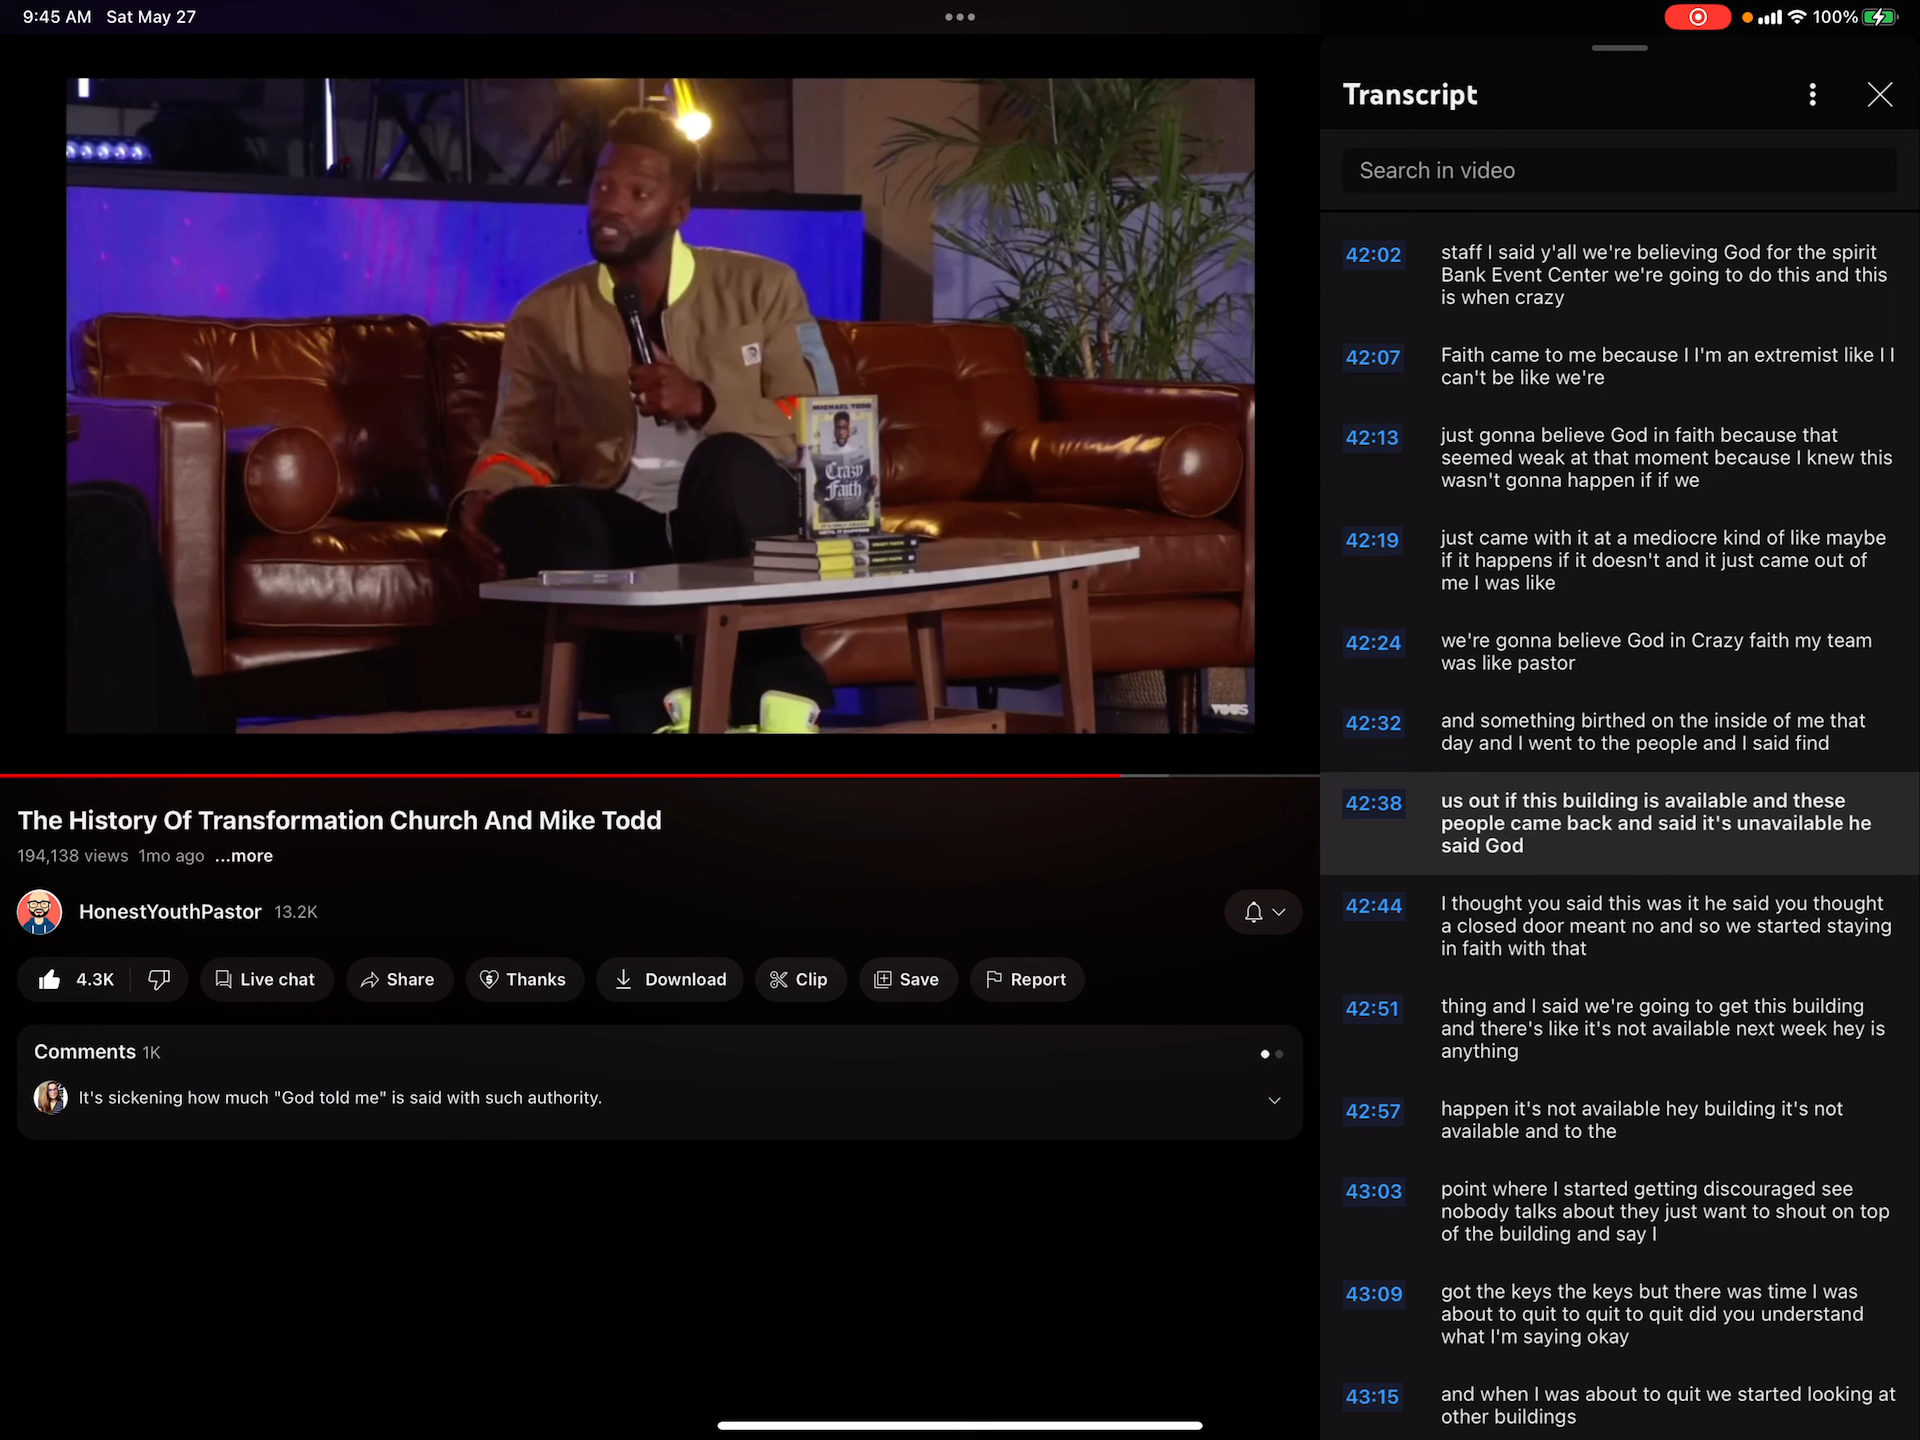 9:45 AM Sat May 27
100%
MICHAEL TODD
Crazy
Faith
VOUS
The History Of Transformation Church And Mike Todd
194,138 views 1mo ago ...more
HonestYouthPastor 13.2K
4.3K
Live chat
Share
Thanks
Download
Clip
Save
Report
Comments 1K
It's sickening how much "God told me" is said with such authority.
Transcript
Search in video
42:02
staff I said y'all we're believing God for the spirit
Bank Event Center we're going to do this and this
is when crazy
42:07
Faith came to me because I I'm an extremist like I I
can't be like we're
42:13
just gonna believe God in faith because that
seemed weak at that moment because I knew this
wasn't gonna happen if if we
42:19
just came with it at a mediocre kind of like maybe
if it happens if it doesn't and it just came out of
me I was like
42:24
we're gonna believe God in Crazy faith my team
was like pastor
42:32
and something birthed on the inside of me that
day and I went to the people and I said find
42:38
us out if this building is available and these
people came back and said it's unavailable he
said God
42:44
I thought you said this was it he said you thought
a closed door meant no and so we started staying
in faith with that
42:51
thing and I said we're going to get this building
and there's like it's not available next week hey is
anything
42:57
happen it's not available hey building it's not
available and to the
43:03
point where I started getting discouraged see
nobody talks about they just want to shout on top
of the building and say I
43:09
got the keys the keys but there was time I was
about to quit to quit to quit did you understand
what I'm saying okay
43:15
and when I was about to quit we started looking at
other buildings